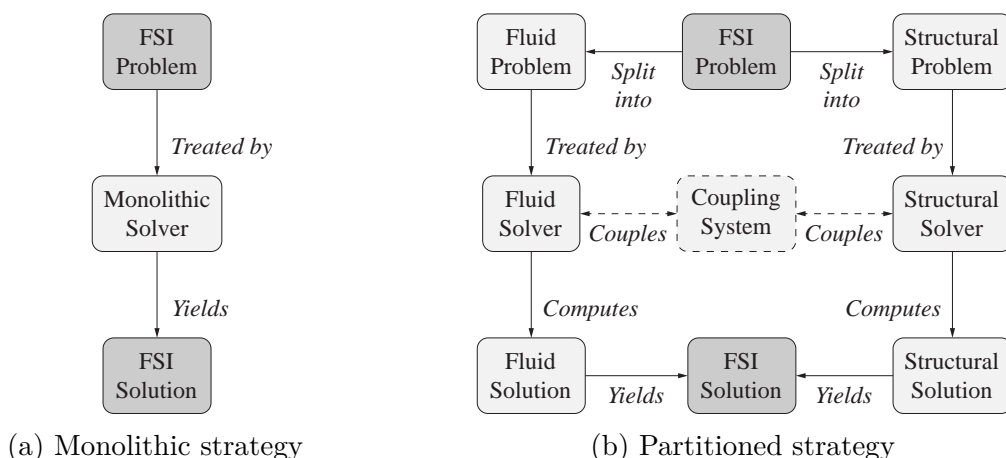 FSI
Problem
Treated by
Monolithic
Solver
Yields
FSI
Solution
(a) Monolithic strategy
Fluid
Problem
Split
into
FSI
Problem
Split
into
Structural
Problem
Treated by
Treated by
Fluid
Solver
Couples
Coupling
System
Couples
Structural
Solver
Computes
Computes
Fluid
Solution
Yields
FSI
Solution
Yields
Structural
Solution
(b) Partitioned strategy